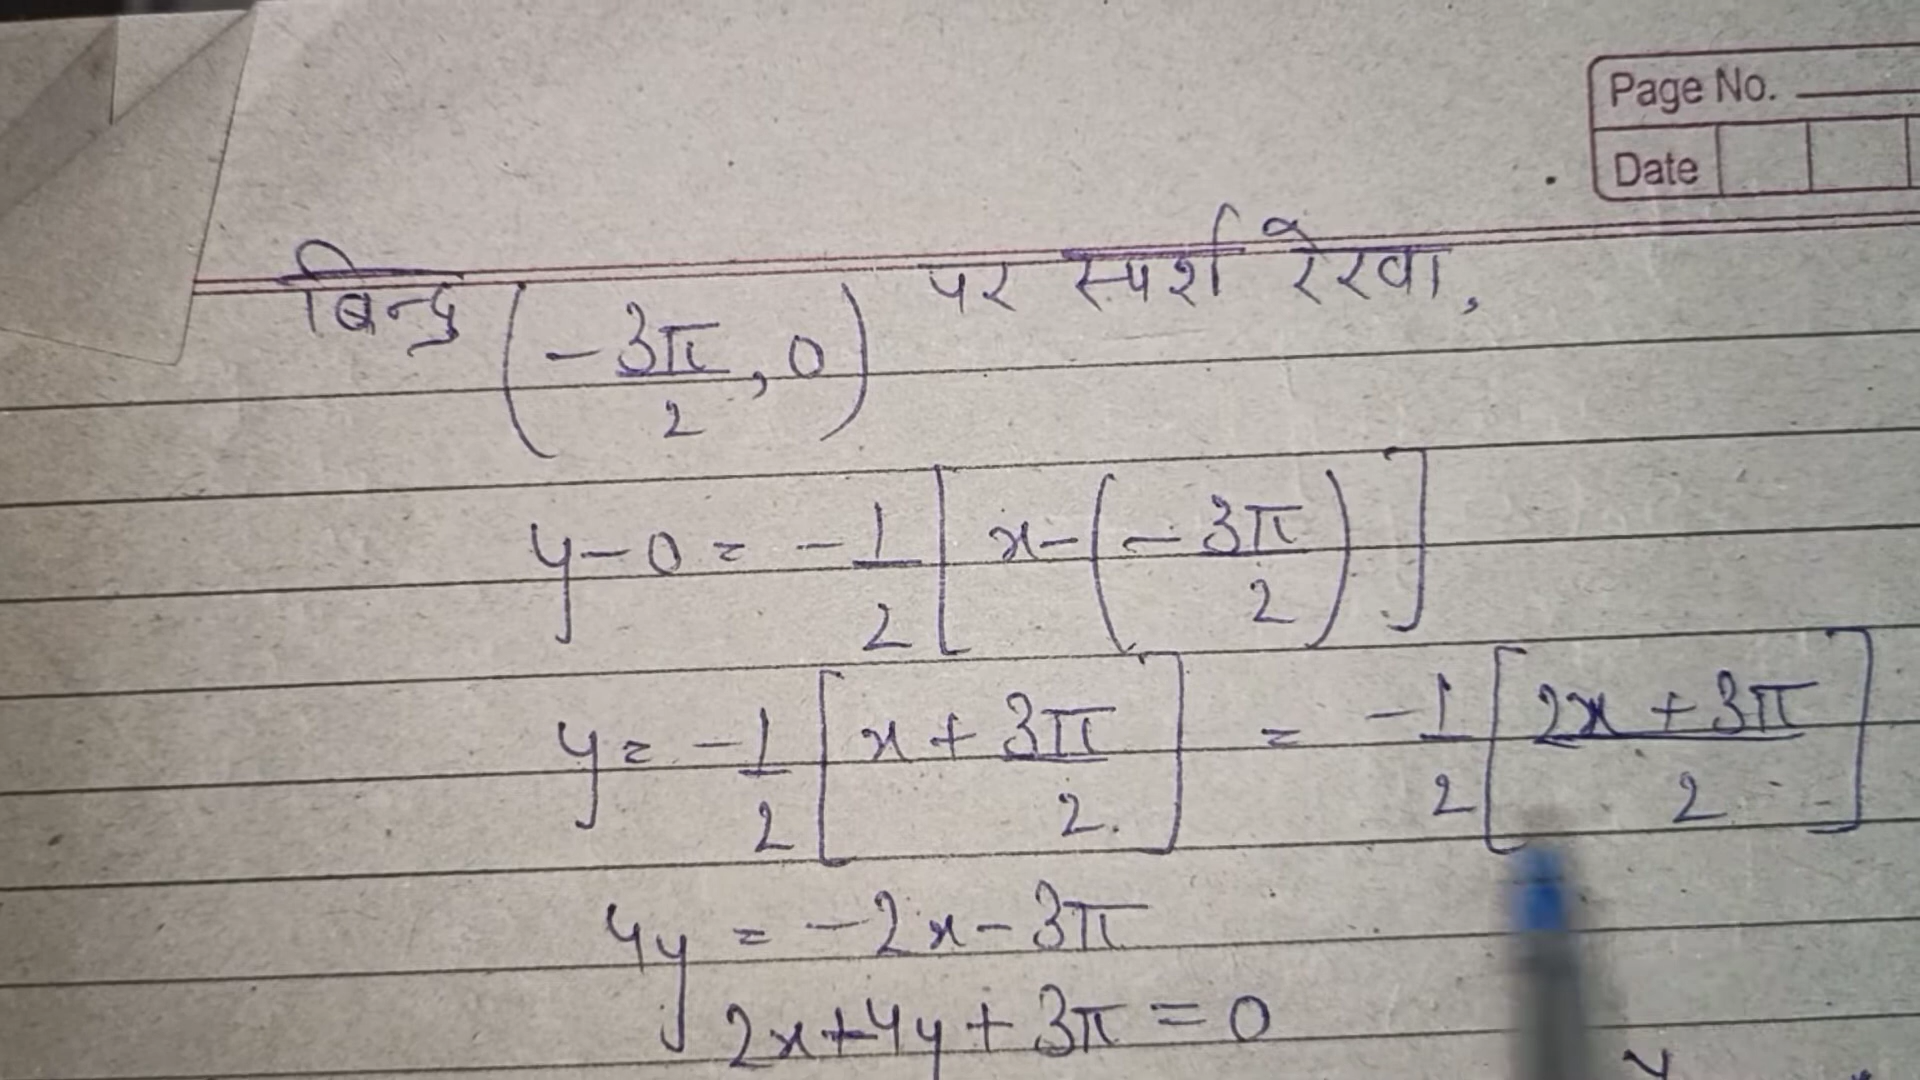 Page No.
Date
बिन्दु (-3π/2, 0) पर स्पर्श रेखा,
y-0 = -1/2 [x-(-3π/2)]
y = -1/2 [x+3π/2] = -1/2 [2x+3π/2]
4y = -2x-3π
2x+4y+3π=0